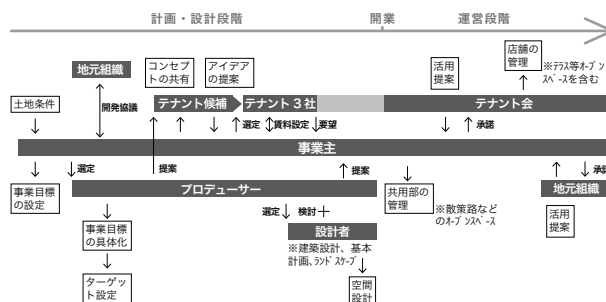 計画・設計段階
開業
運営段階
地元組織
コンセプ
トの共有
アイデア
の提案
活用
提案
店舗の
管理
※テラス等オープン
スペースを含む
土地条件
開発協議
テナント候補
テナント3社
テナント会
選定
賃料設定
要望
承諾
事業主
選定
提案
提案
承諾
事業目標
の設定
プロデューサー
共用部の
管理
※散策路など
のオープンスペース
地元組織
活用
提案
事業目標
の具体化
選定
検討
設計者
※建築設計、基本
計画、ランドスケープ
ターゲッ
ト設定
空間
設計